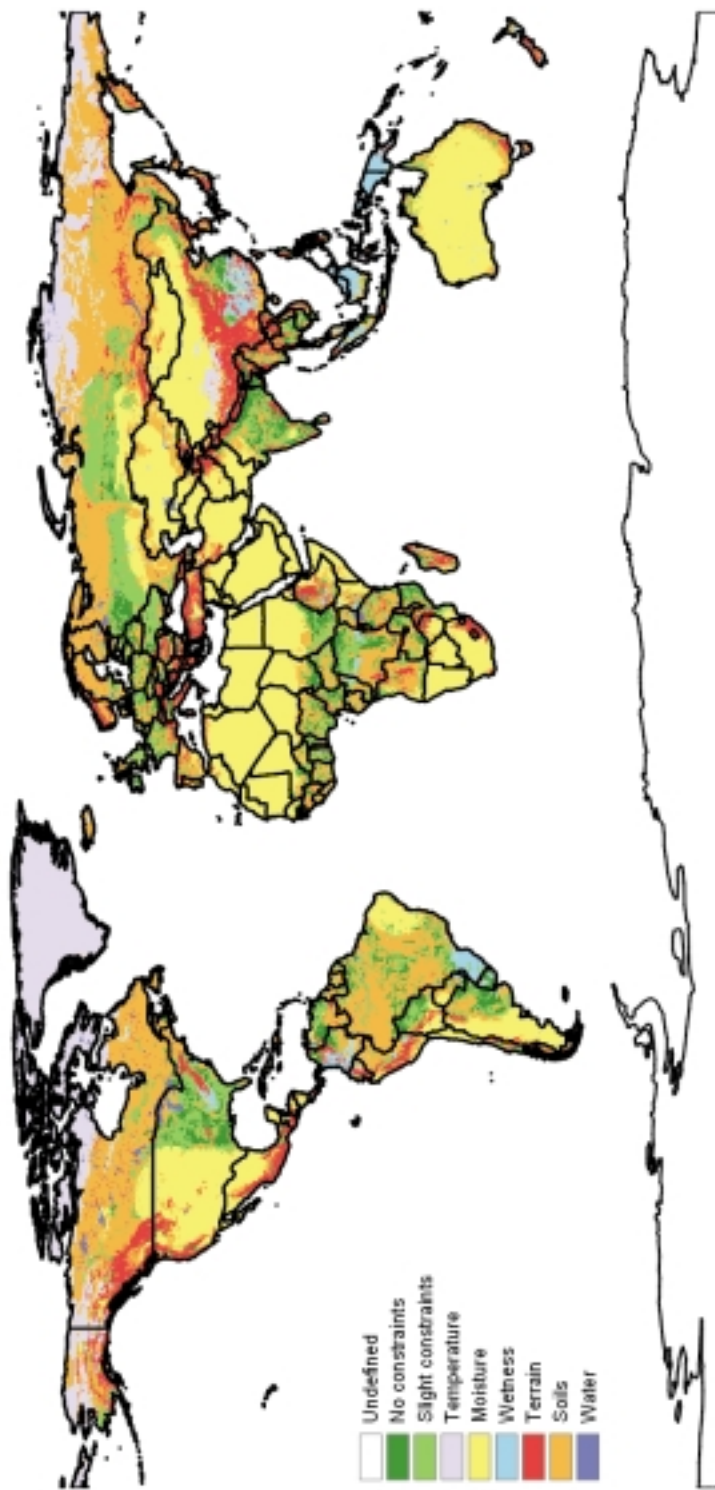 Undefined
No constraints
Slight constraints
Temperature
Moisture
Wetness
Terrain
Soils
Water